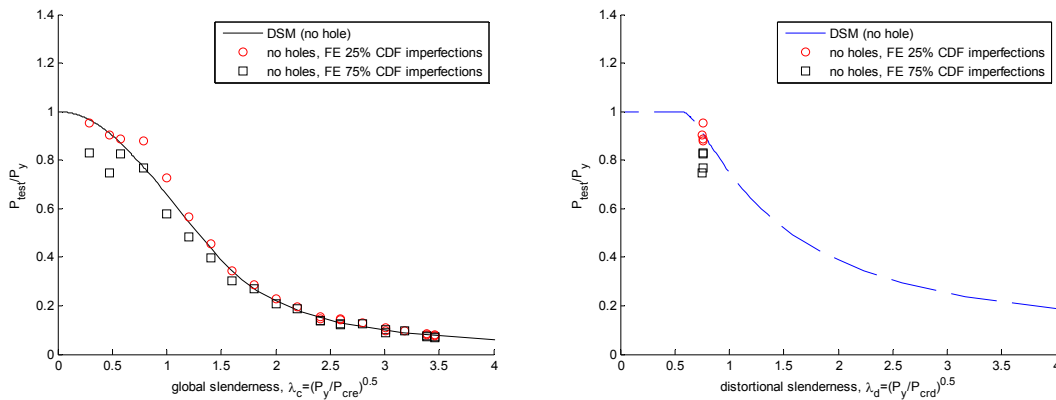 1.4
1.2
1
0.8
0.6
0.4
0.2
0
P_test/P_y
0 0.5 1 1.5 2 2.5 3 3.5 4
global slenderness, λ_c=(P_y/P_cre)^0.5
DSM (no hole)
no holes, FE 25% CDF imperfections
no holes, FE 75% CDF imperfections
1.4
1.2
1
0.8
0.6
0.4
0.2
0
P_test/P_y
0 0.5 1 1.5 2 2.5 3 3.5 4
distortional slenderness, λ_d=(P_y/P_crd)^0.5
DSM (no hole)
no holes, FE 25% CDF imperfections
no holes, FE 75% CDF imperfections